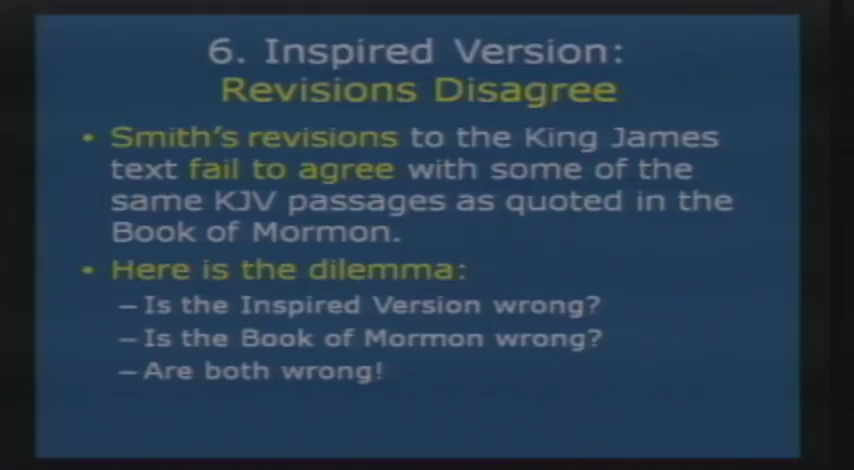 6. Inspired Version:
Revisions Disagree
• Smith's revisions to the King James
text fail to agree with some of the
same KJV passages as quoted in the
Book of Mormon.
• Here is the dilemma:
– Is the Inspired Version wrong?
– Is the Book of Mormon wrong?
– Are both wrong!